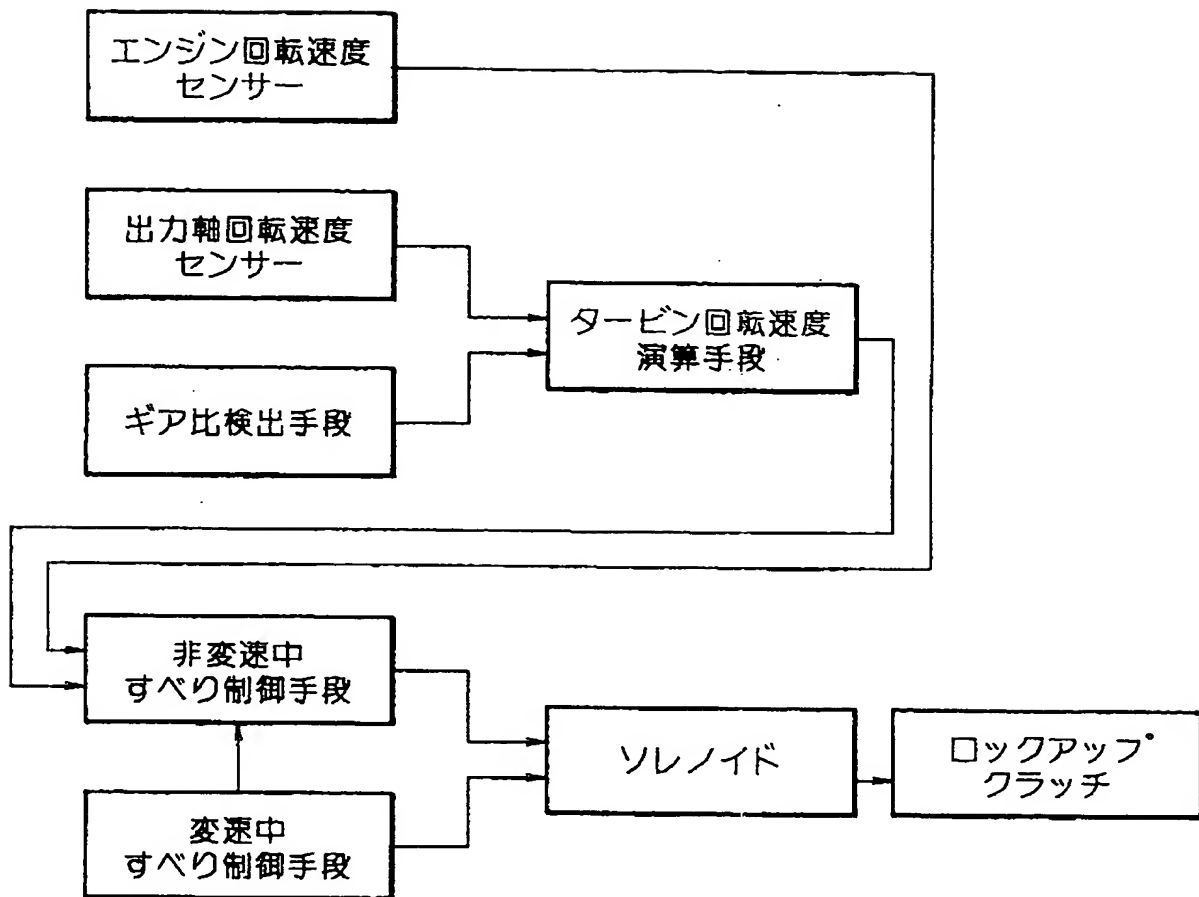 エンジン回転速度
センサー
出力軸回転速度
センサー
タービン回転速度
演算手段
ギア比検出手段
非変速中
すべり制御手段
ソレノイド
ロックアップ
クラッチ
変速中
すべり制御手段